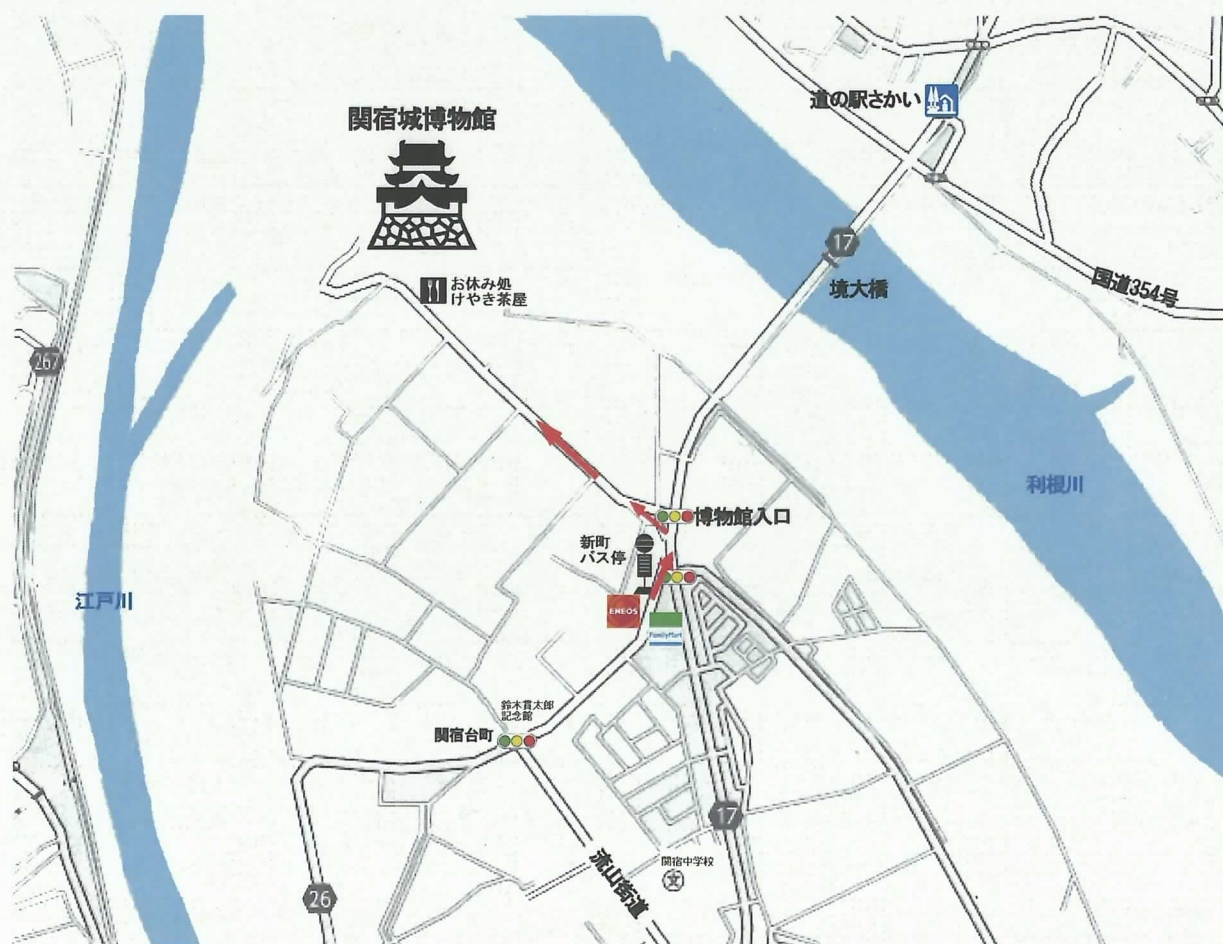 道の駅さかい
関宿城博物館
17
境大橋
国道354号
お休み処
けやき茶屋
267
利根川
博物館入口
新町
バス停
江戸川
ENEOS
FamilyMart
鈴木貫太郎
記念館
関宿台町
17
流山街道
関宿中学校
文
26